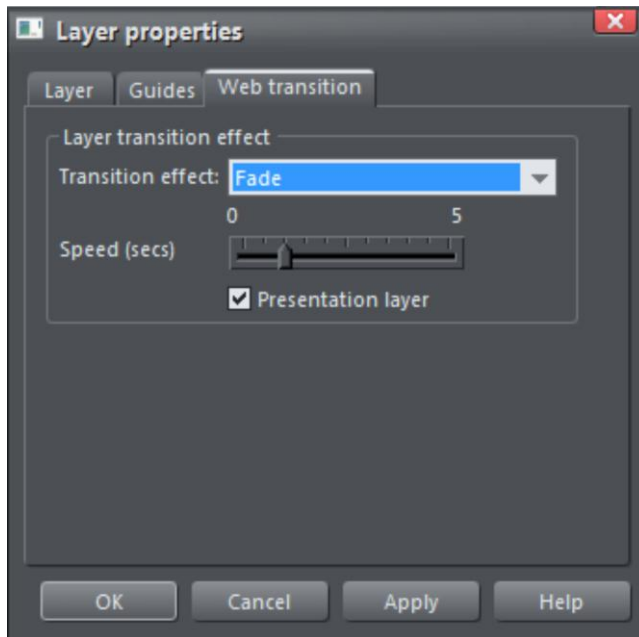 Layer properties
Layer Guides Web transition
Layer transition effect
Transition effect: Fade
0 5
Speed (secs)
Presentation layer
OK Cancel Apply Help